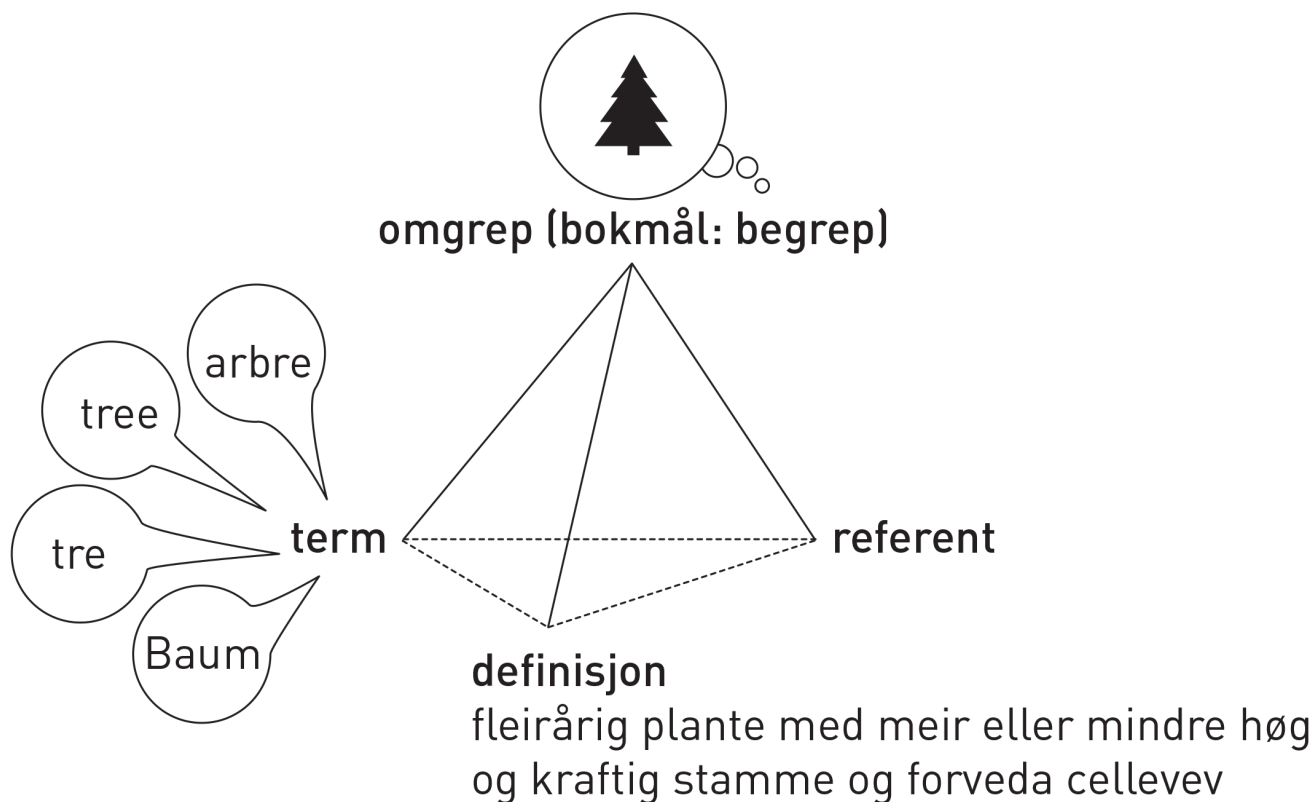 omgrep (bokmål: begrep)
arbre
tree
tre
Baum
term
referent
definisjon
fleirårig plante med meir eller mindre høg
og kraftig stamme og forveda cellevev